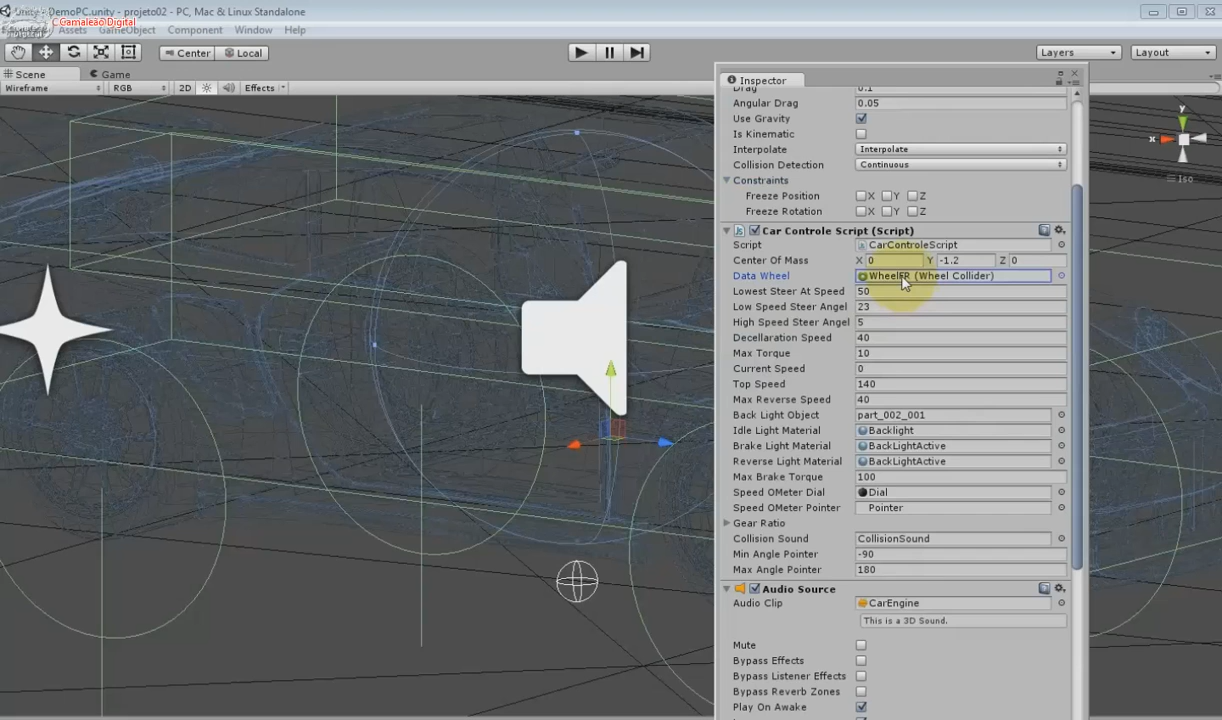 Unity - DemoPC.unity - projeto02 - PC, Mac & Linux Standalone
C.Camaleão Digital
Assets GameObject Component Window Help
Center Local Layers Layout
Scene Game
Wireframe RGB 2D Effects
Inspector
Drag 0.1
Angular Drag 0.05
Use Gravity
Is Kinematic
Interpolate Interpolate
Collision Detection Continuous
Constraints
Freeze Position X Y Z
Freeze Rotation X Y Z
Car Controle Script (Script)
Script CarControleScript
Center Of Mass X 0 Y -1.2 Z 0
Data Wheel WheelFR (Wheel Collider)
Lowest Steer At Speed 50
Low Speed Steer Angel 23
High Speed Steer Angel 5
Decellaration Speed 40
Max Torque 10
Current Speed 0
Top Speed 140
Max Reverse Speed 40
Back Light Object part_002_001
Idle Light Material Backlight
Brake Light Material BackLightActive
Reverse Light Material BackLightActive
Max Brake Torque 100
Speed OMeter Dial Dial
Speed OMeter Pointer Pointer
Gear Ratio
Collision Sound CollisionSound
Min Angle Pointer -90
Max Angle Pointer 180
Audio Source
Audio Clip CarEngine
This is a 3D Sound.
Mute
Bypass Effects
Bypass Listener Effects
Bypass Reverb Zones
Play On Awake
y
x
Iso